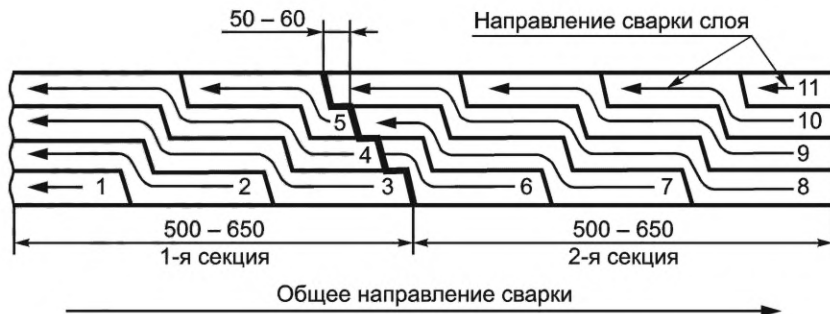 50 – 60
Направление сварки слоя
11
5
10
4
9
1
2
3
6
7
8
500 – 650
500 – 650
1-я секция
2-я секция
Общее направление сварки